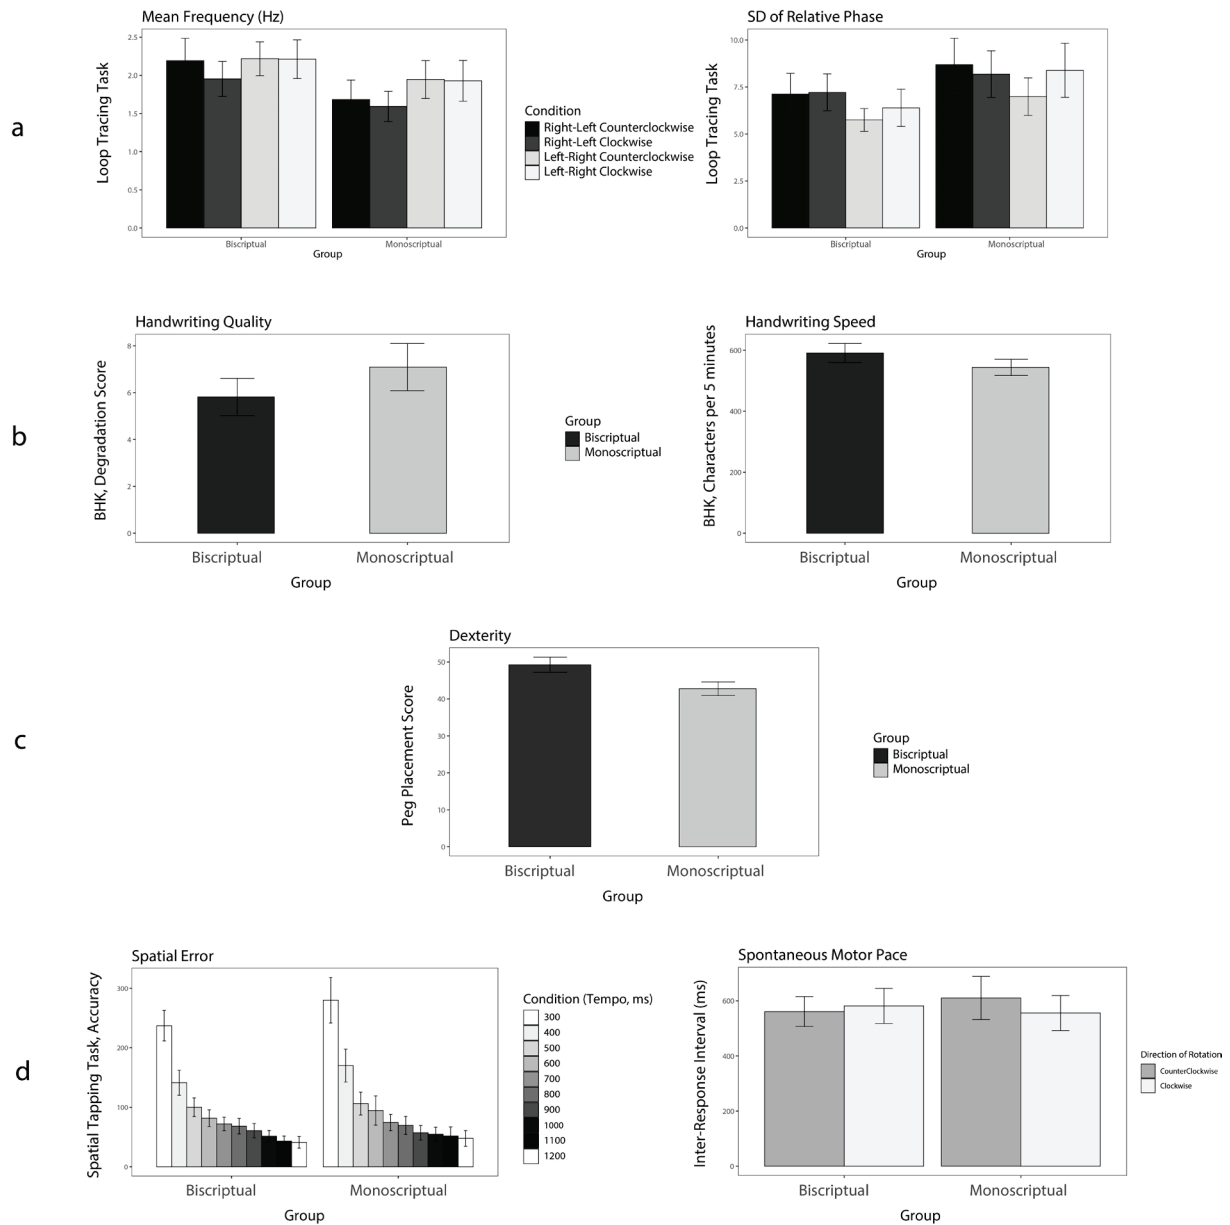 a
Mean Frequency (Hz)
Loop Tracing Task
2.5
2.0
1.5
1.0
0.5
0.0
Biscriptual
Monoscriptual
Group
Condition
Right-Left Counterclockwise
Right-Left Clockwise
Left-Right Counterclockwise
Left-Right Clockwise
SD of Relative Phase
Loop Tracing Task
10.0
7.5
5.0
2.5
0.0
Biscriptual
Monoscriptual
Group
b
Handwriting Quality
BHK, Degradation Score
8
6
4
2
0
Biscriptual
Monoscriptual
Group
Group
Biscriptual
Monoscriptual
Handwriting Speed
BHK, Characters per 5 minutes
600
400
200
0
Biscriptual
Monoscriptual
Group
c
Dexterity
Peg Placement Score
50
40
30
20
10
0
Biscriptual
Monoscriptual
Group
Group
Biscriptual
Monoscriptual
d
Spatial Error
Spatial Tapping Task, Accuracy
300
200
100
0
Biscriptual
Monoscriptual
Group
Condition (Tempo, ms)
300
400
500
600
700
800
900
1000
1100
1200
Spontaneous Motor Pace
Inter-Response Interval (ms)
600
400
200
0
Biscriptual
Monoscriptual
Group
Direction of Rotation
CounterClockwise
Clockwise